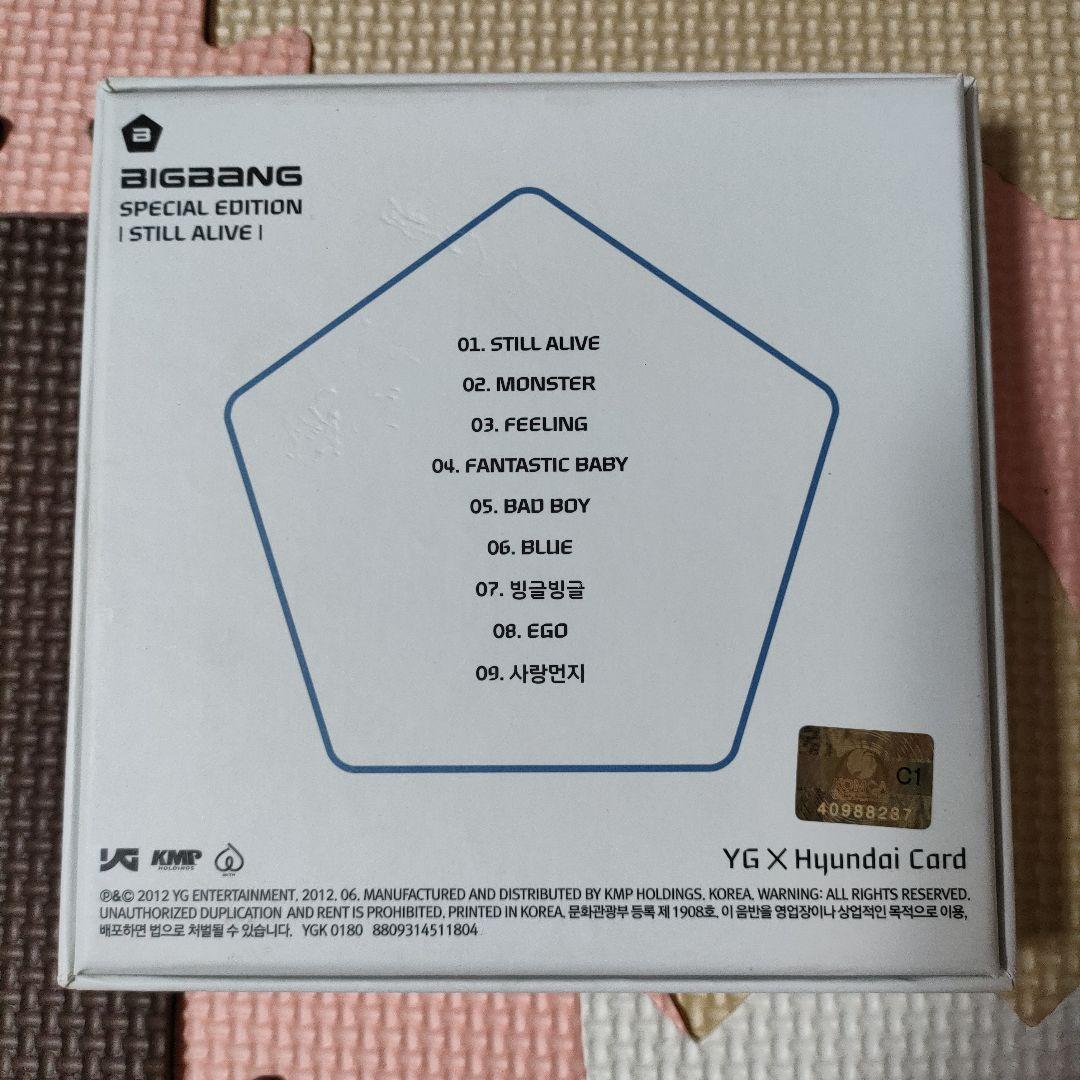 B
BIGBANG
SPECIAL EDITION
| STILL ALIVE |
01. STILL ALIVE
02. MONSTER
03. FEELING
04. FANTASTIC BABY
05. BAD BOY
06. BLUE
07. 빙글빙글
08. EGO
09. 사랑먼지
KOMCA C1
40988237
YG KMP HOLDINGS
YG X Hyundai Card
℗&© 2012 YG ENTERTAINMENT. 2012. 06. MANUFACTURED AND DISTRIBUTED BY KMP HOLDINGS. KOREA. WARNING: ALL RIGHTS RESERVED.
UNAUTHORIZED DUPLICATION AND RENT IS PROHIBITED. PRINTED IN KOREA. 문화관광부 등록 제 1908호. 이 음반을 영업장이나 상업적인 목적으로 이용,
배포하면 법으로 처벌될 수 있습니다. YGK 0180 8809314511804